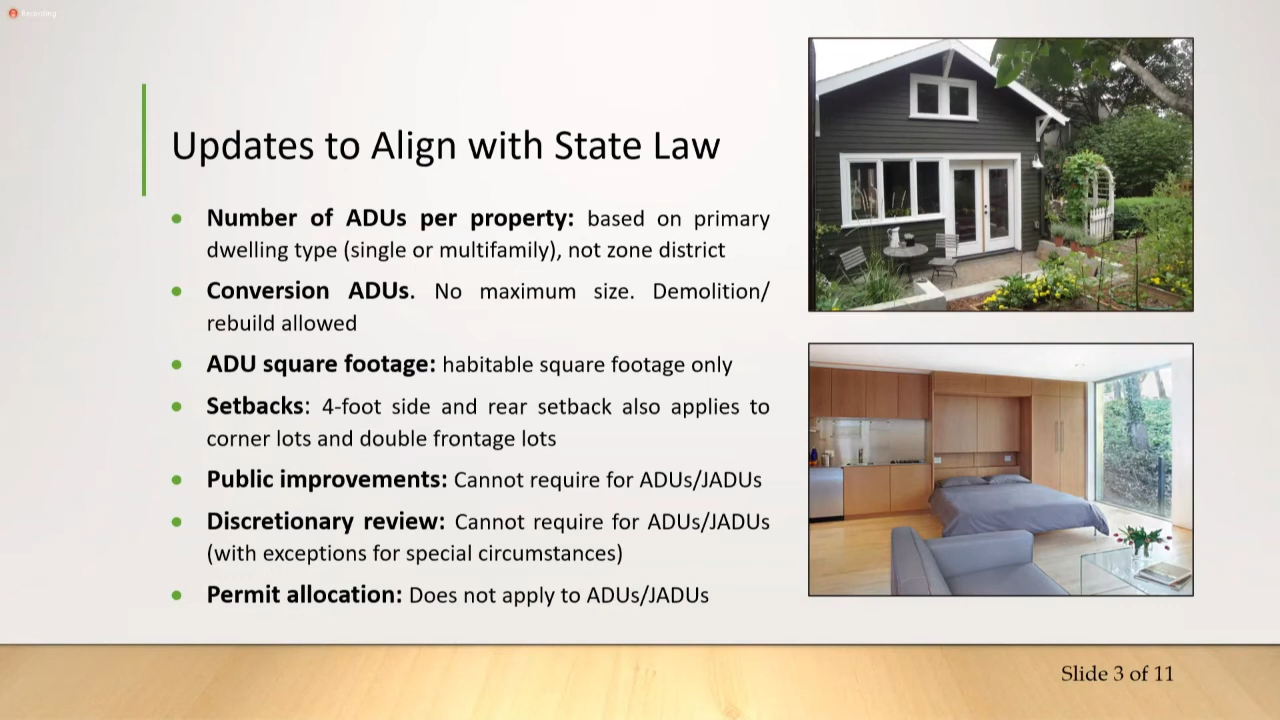 Recording
Updates to Align with State Law
Number of ADUs per property: based on primary
dwelling type (single or multifamily), not zone district
Conversion ADUs. No maximum size. Demolition/
rebuild allowed
ADU square footage: habitable square footage only
Setbacks: 4-foot side and rear setback also applies to
corner lots and double frontage lots
Public improvements: Cannot require for ADUs/JADUs
Discretionary review: Cannot require for ADUs/JADUs
(with exceptions for special circumstances)
Permit allocation: Does not apply to ADUs/JADUs
Slide 3 of 11